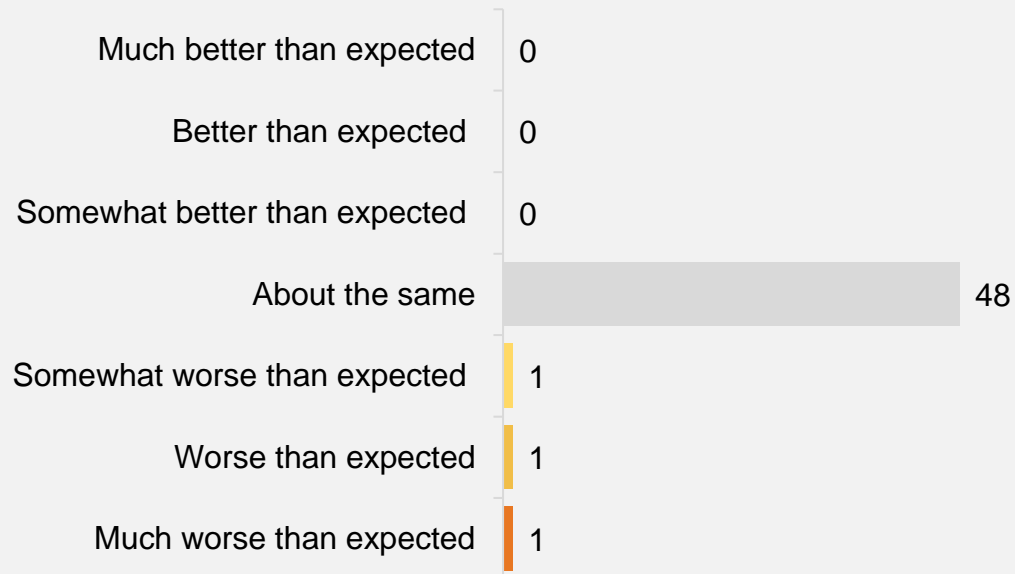 Much better than expected 0
Better than expected 0
Somewhat better than expected 0
About the same 48
Somewhat worse than expected 1
Worse than expected 1
Much worse than expected 1